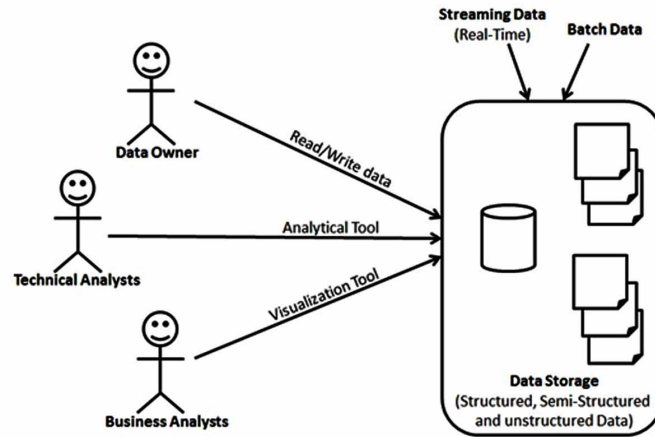 Streaming Data
(Real-Time)
Batch Data
Data Owner
Read/Write data
Technical Analysts
Analytical Tool
Business Analysts
Visualization Tool
Data Storage
(Structured, Semi-Structured
and unstructured Data)